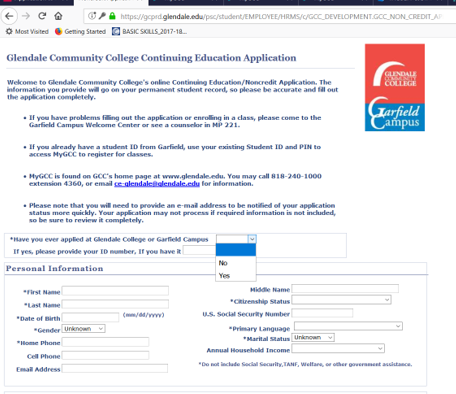 https://gcprd.glendale.edu/psc/student/EMPLOYEE/HRMS/c/GCC_DEVELOPMENT.GCC_NON_CREDIT_AF
Most Visited Getting Started BASIC SKILLS_2017-18...
Glendale Community College Continuing Education Application
Welcome to Glendale Community College's online Continuing Education/Noncredit Application. The
information you provide will go on your permanent student record, so please be accurate and fill out
the application completely.
GLENDALE
COMMUNITY
COLLEGE
Garfield
Campus
• If you have problems filling out the application or enrolling in a class, please come to the
Garfield Campus Welcome Center or see a counselor in MP 221.
• If you already have a student ID from Garfield, use your existing Student ID and PIN to
access MyGCC to register for classes.
• MyGCC is found on GCC's home page at www.glendale.edu. You may call 818-240-1000
extension 4360, or email ce-glendale@glendale.edu for information.
• Please note that you will need to provide an e-mail address to be notified of your application
status more quickly. Your application may not process if required information is not included,
so be sure to review it completely.
*Have you ever applied at Glendale College or Garfield Campus
If yes, please provide your ID number, If you have it
No
Yes
Personal Information
*First Name
Middle Name
*Last Name
*Citizenship Status
*Date of Birth (mm/dd/yyyy)
U.S. Social Security Number
*Gender Unknown
*Primary Language
*Home Phone
*Marital Status Unknown
Cell Phone
Annual Household Income
Email Address
*Do not include Social Security,TANF, Welfare, or other government assistance.